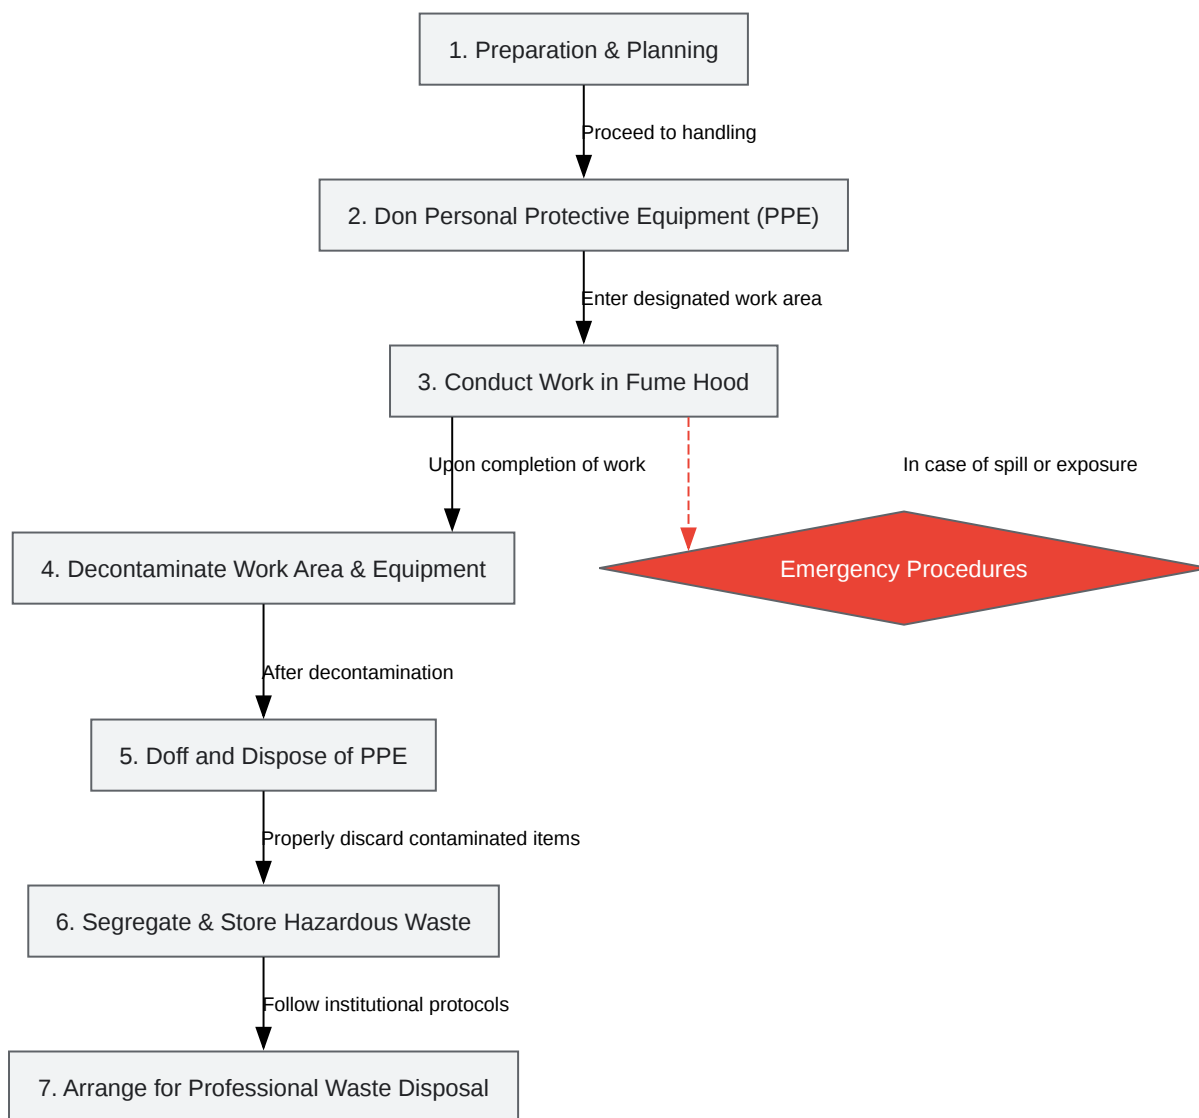 1. Preparation & Planning
Proceed to handling
2. Don Personal Protective Equipment (PPE)
Enter designated work area
3. Conduct Work in Fume Hood
Upon completion of work
In case of spill or exposure
4. Decontaminate Work Area & Equipment
Emergency Procedures
After decontamination
5. Doff and Dispose of PPE
Properly discard contaminated items
6. Segregate & Store Hazardous Waste
Follow institutional protocols
7. Arrange for Professional Waste Disposal